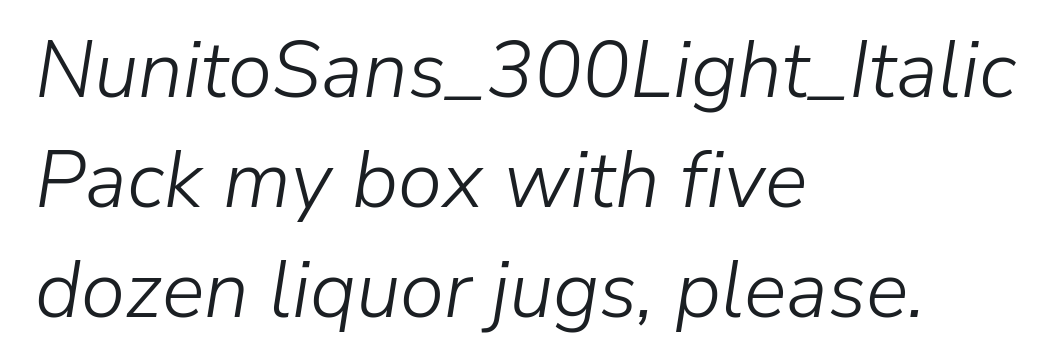 NunitoSans_300Light_Italic
Pack my box with five
dozen liquor jugs, please.